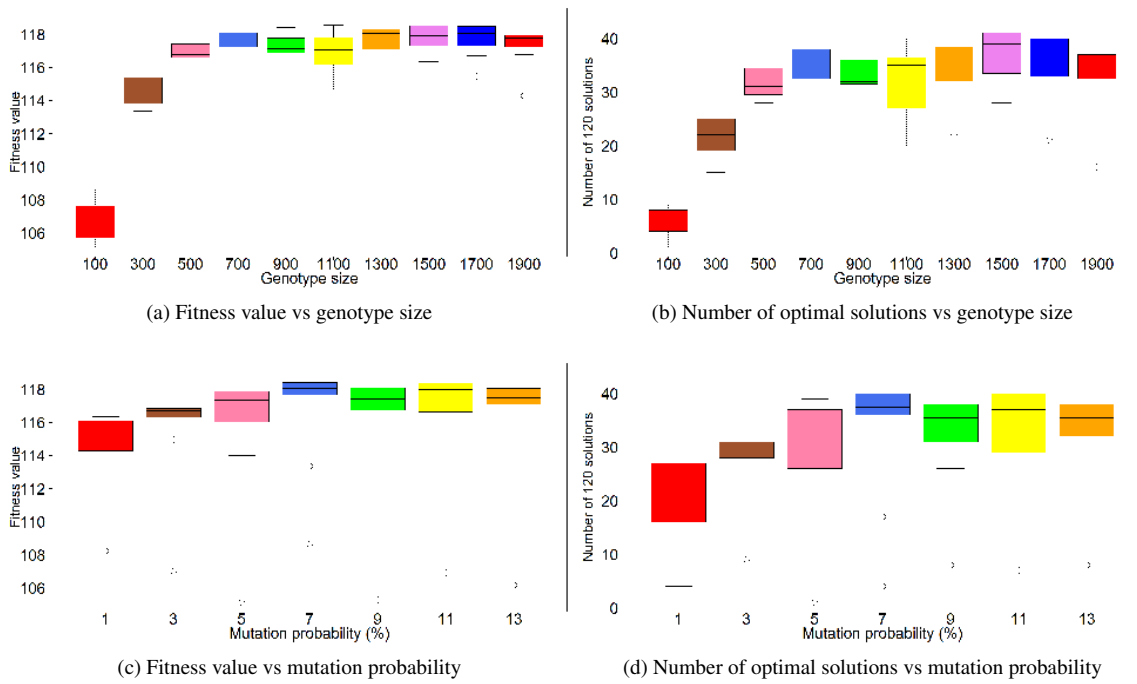 Fitness value
118
116
114
112
110
108
106
100 300 500 700 900 1100 1300 1500 1700 1900
Genotype size
(a) Fitness value vs genotype size
Number of 120 solutions
40
30
20
10
0
100 300 500 700 900 1100 1300 1500 1700 1900
Genotype size
(b) Number of optimal solutions vs genotype size
Fitness value
118
116
114
112
110
108
106
1 3 5 7 9 11 13
Mutation probability (%)
(c) Fitness value vs mutation probability
Number of 120 solutions
40
30
20
10
0
1 3 5 7 9 11 13
Mutation probability (%)
(d) Number of optimal solutions vs mutation probability